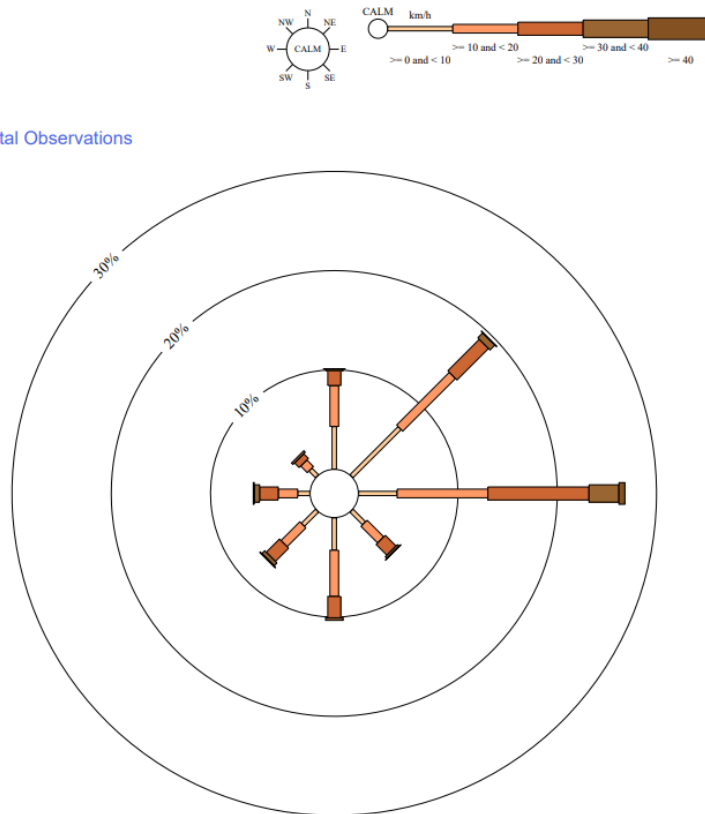 CALM km/h
N
NW NE
W CALM E
SW SE
S
>= 10 and < 20 >= 30 and < 40
>= 0 and < 10 >= 20 and < 30 >= 40
tal Observations
30%
20%
10%